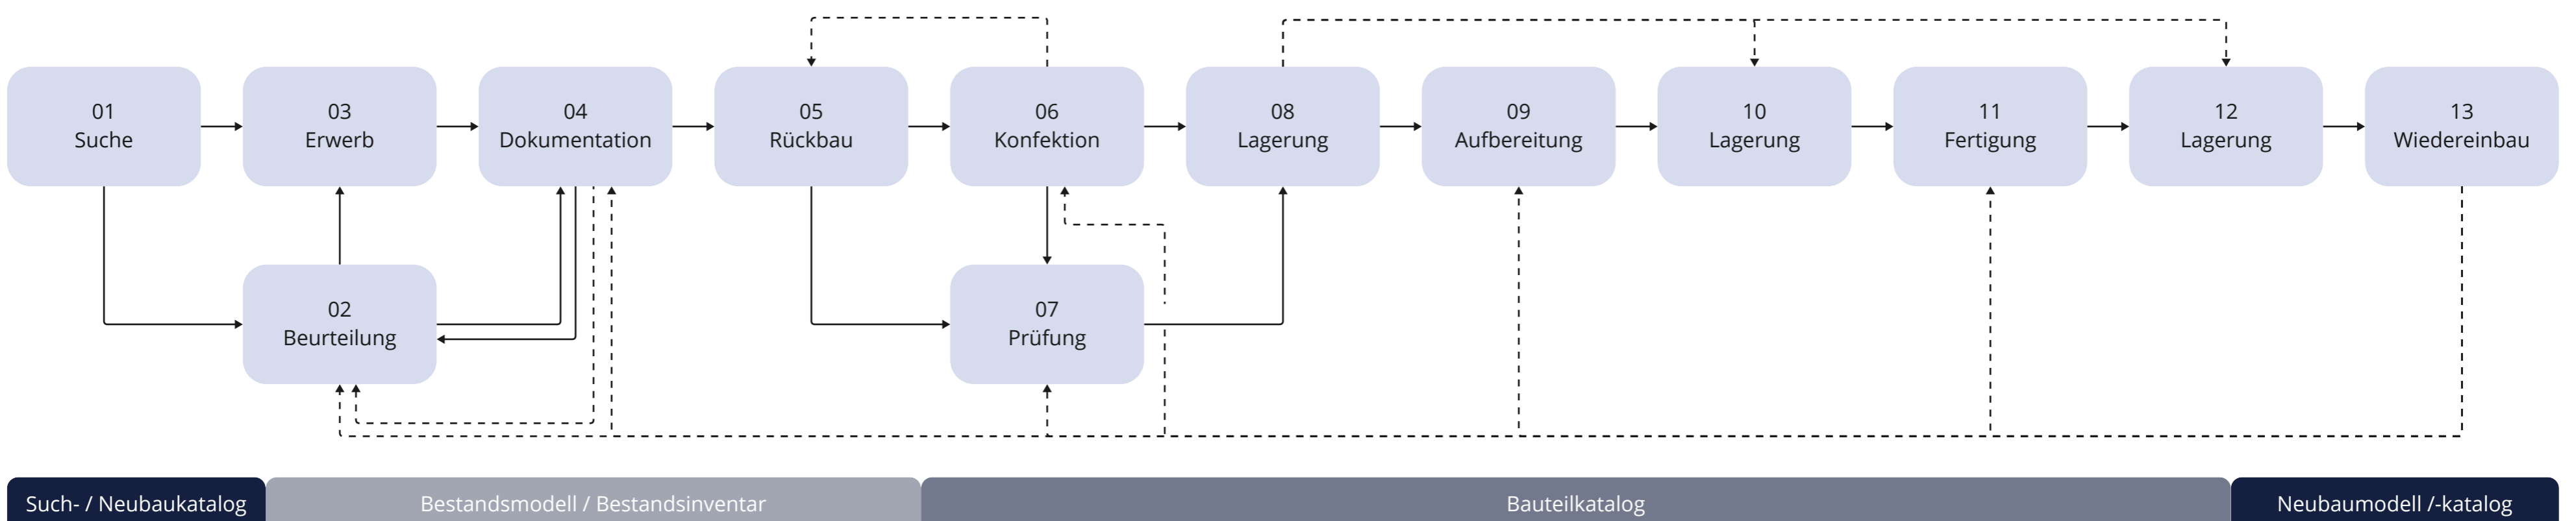 01
Suche
03
Erwerb
04
Dokumentation
05
Rückbau
06
Konfektion
08
Lagerung
09
Aufbereitung
10
Lagerung
11
Fertigung
12
Lagerung
13
Wiedereinbau
02
Beurteilung
07
Prüfung
Such- / Neubaukatalog
Bestandsmodell / Bestandsinventar
Bauteilkatalog
Neubaumodell /-katalog